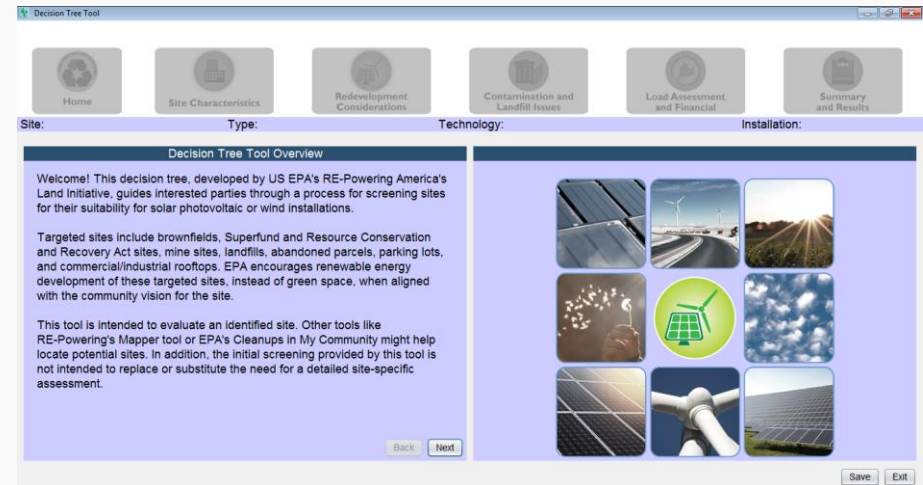 Decision Tree Tool
Home
Site Characteristics
Redevelopment
Considerations
Contamination and
Landfill Issues
Load Assessment
and Financial
Summary
and Results
Site:
Type:
Technology:
Installation:
Decision Tree Tool Overview
Welcome! This decision tree, developed by US EPA's RE-Powering America's
Land Initiative, guides interested parties through a process for screening sites
for their suitability for solar photovoltaic or wind installations.
Targeted sites include brownfields, Superfund and Resource Conservation
and Recovery Act sites, mine sites, landfills, abandoned parcels, parking lots,
and commercial/industrial rooftops. EPA encourages renewable energy
development of these targeted sites, instead of green space, when aligned
with the community vision for the site.
This tool is intended to evaluate an identified site. Other tools like
RE-Powering's Mapper tool or EPA's Cleanups in My Community might help
locate potential sites. In addition, the initial screening provided by this tool is
not intended to replace or substitute the need for a detailed site-specific
assessment.
Back
Next
Save
Exit